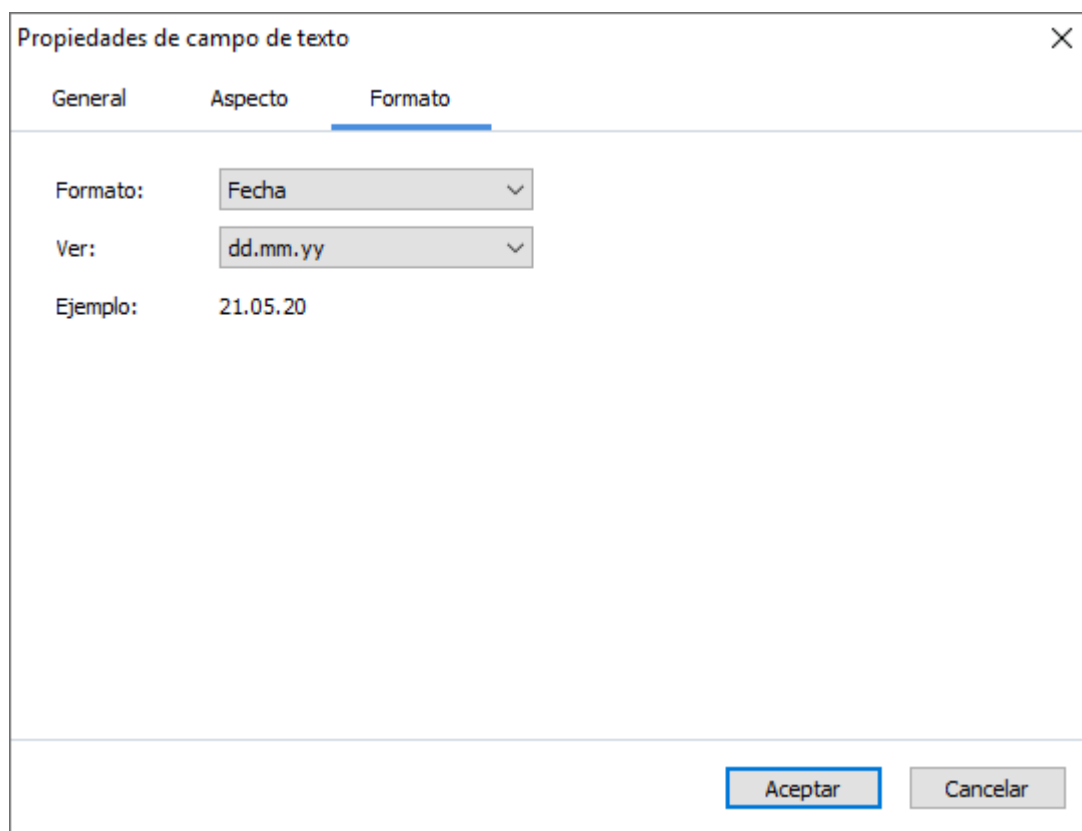 Propiedades de campo de texto
General Aspecto Formato
Formato: Fecha
Ver: dd.mm.yy
Ejemplo: 21.05.20
Aceptar Cancelar